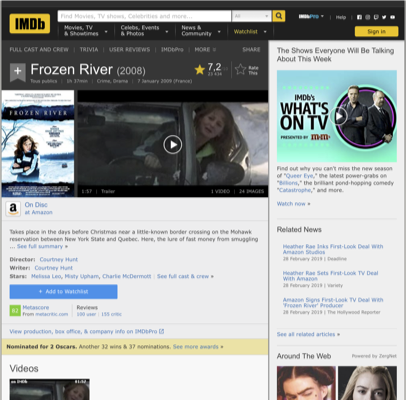 IMDb
Find Movies, TV shows, Celebrities and more...
All
IMDbPro
Help
Movies, TV & Showtimes
Celebs, Events & Photos
News & Community
Watchlist
Sign in
FULL CAST AND CREW | TRIVIA | USER REVIEWS | IMDbPro | MORE
SHARE
Frozen River (2008)
7,2
Rate This
Tous publics | 1h 37min | Crime, Drama | 7 January 2009 (France)
FROZEN RIVER
1:57 | Trailer
1 VIDEO | 24 IMAGES
On Disc
at Amazon
Takes place in the days before Christmas near a little-known border crossing on the Mohawk
reservation between New York State and Quebec. Here, the lure of fast money from smuggling
... See full summary »
Director: Courtney Hunt
Writer: Courtney Hunt
Stars: Melissa Leo, Misty Upham, Charlie McDermott | See full cast & crew »
+ Add to Watchlist
82
Metascore
From metacritic.com
Reviews
100 user | 155 critic
View production, box office, & company info on IMDbPro
Nominated for 2 Oscars. Another 32 wins & 37 nominations. See more awards »
Videos
01:52
The Shows Everyone Will Be Talking
About This Week
IMDb's
WHAT'S
ON TV
PRESENTED BY
Find out why you can't miss the new season
of "Queer Eye," the latest power-grabs on
"Billions," the brilliant pond-hopping comedy
"Catastrophe," and more.
Watch now »
Related News
Heather Rae Inks First-Look Deal With
Amazon Studios
28 February 2019 | Deadline
Heather Rae Sets First-Look TV Deal With
Amazon
28 February 2019 | Variety
Amazon Signs First-Look TV Deal With
'Frozen River' Producer
28 February 2019 | The Hollywood Reporter
See all related articles »
Around The Web
Powered by ZergNet